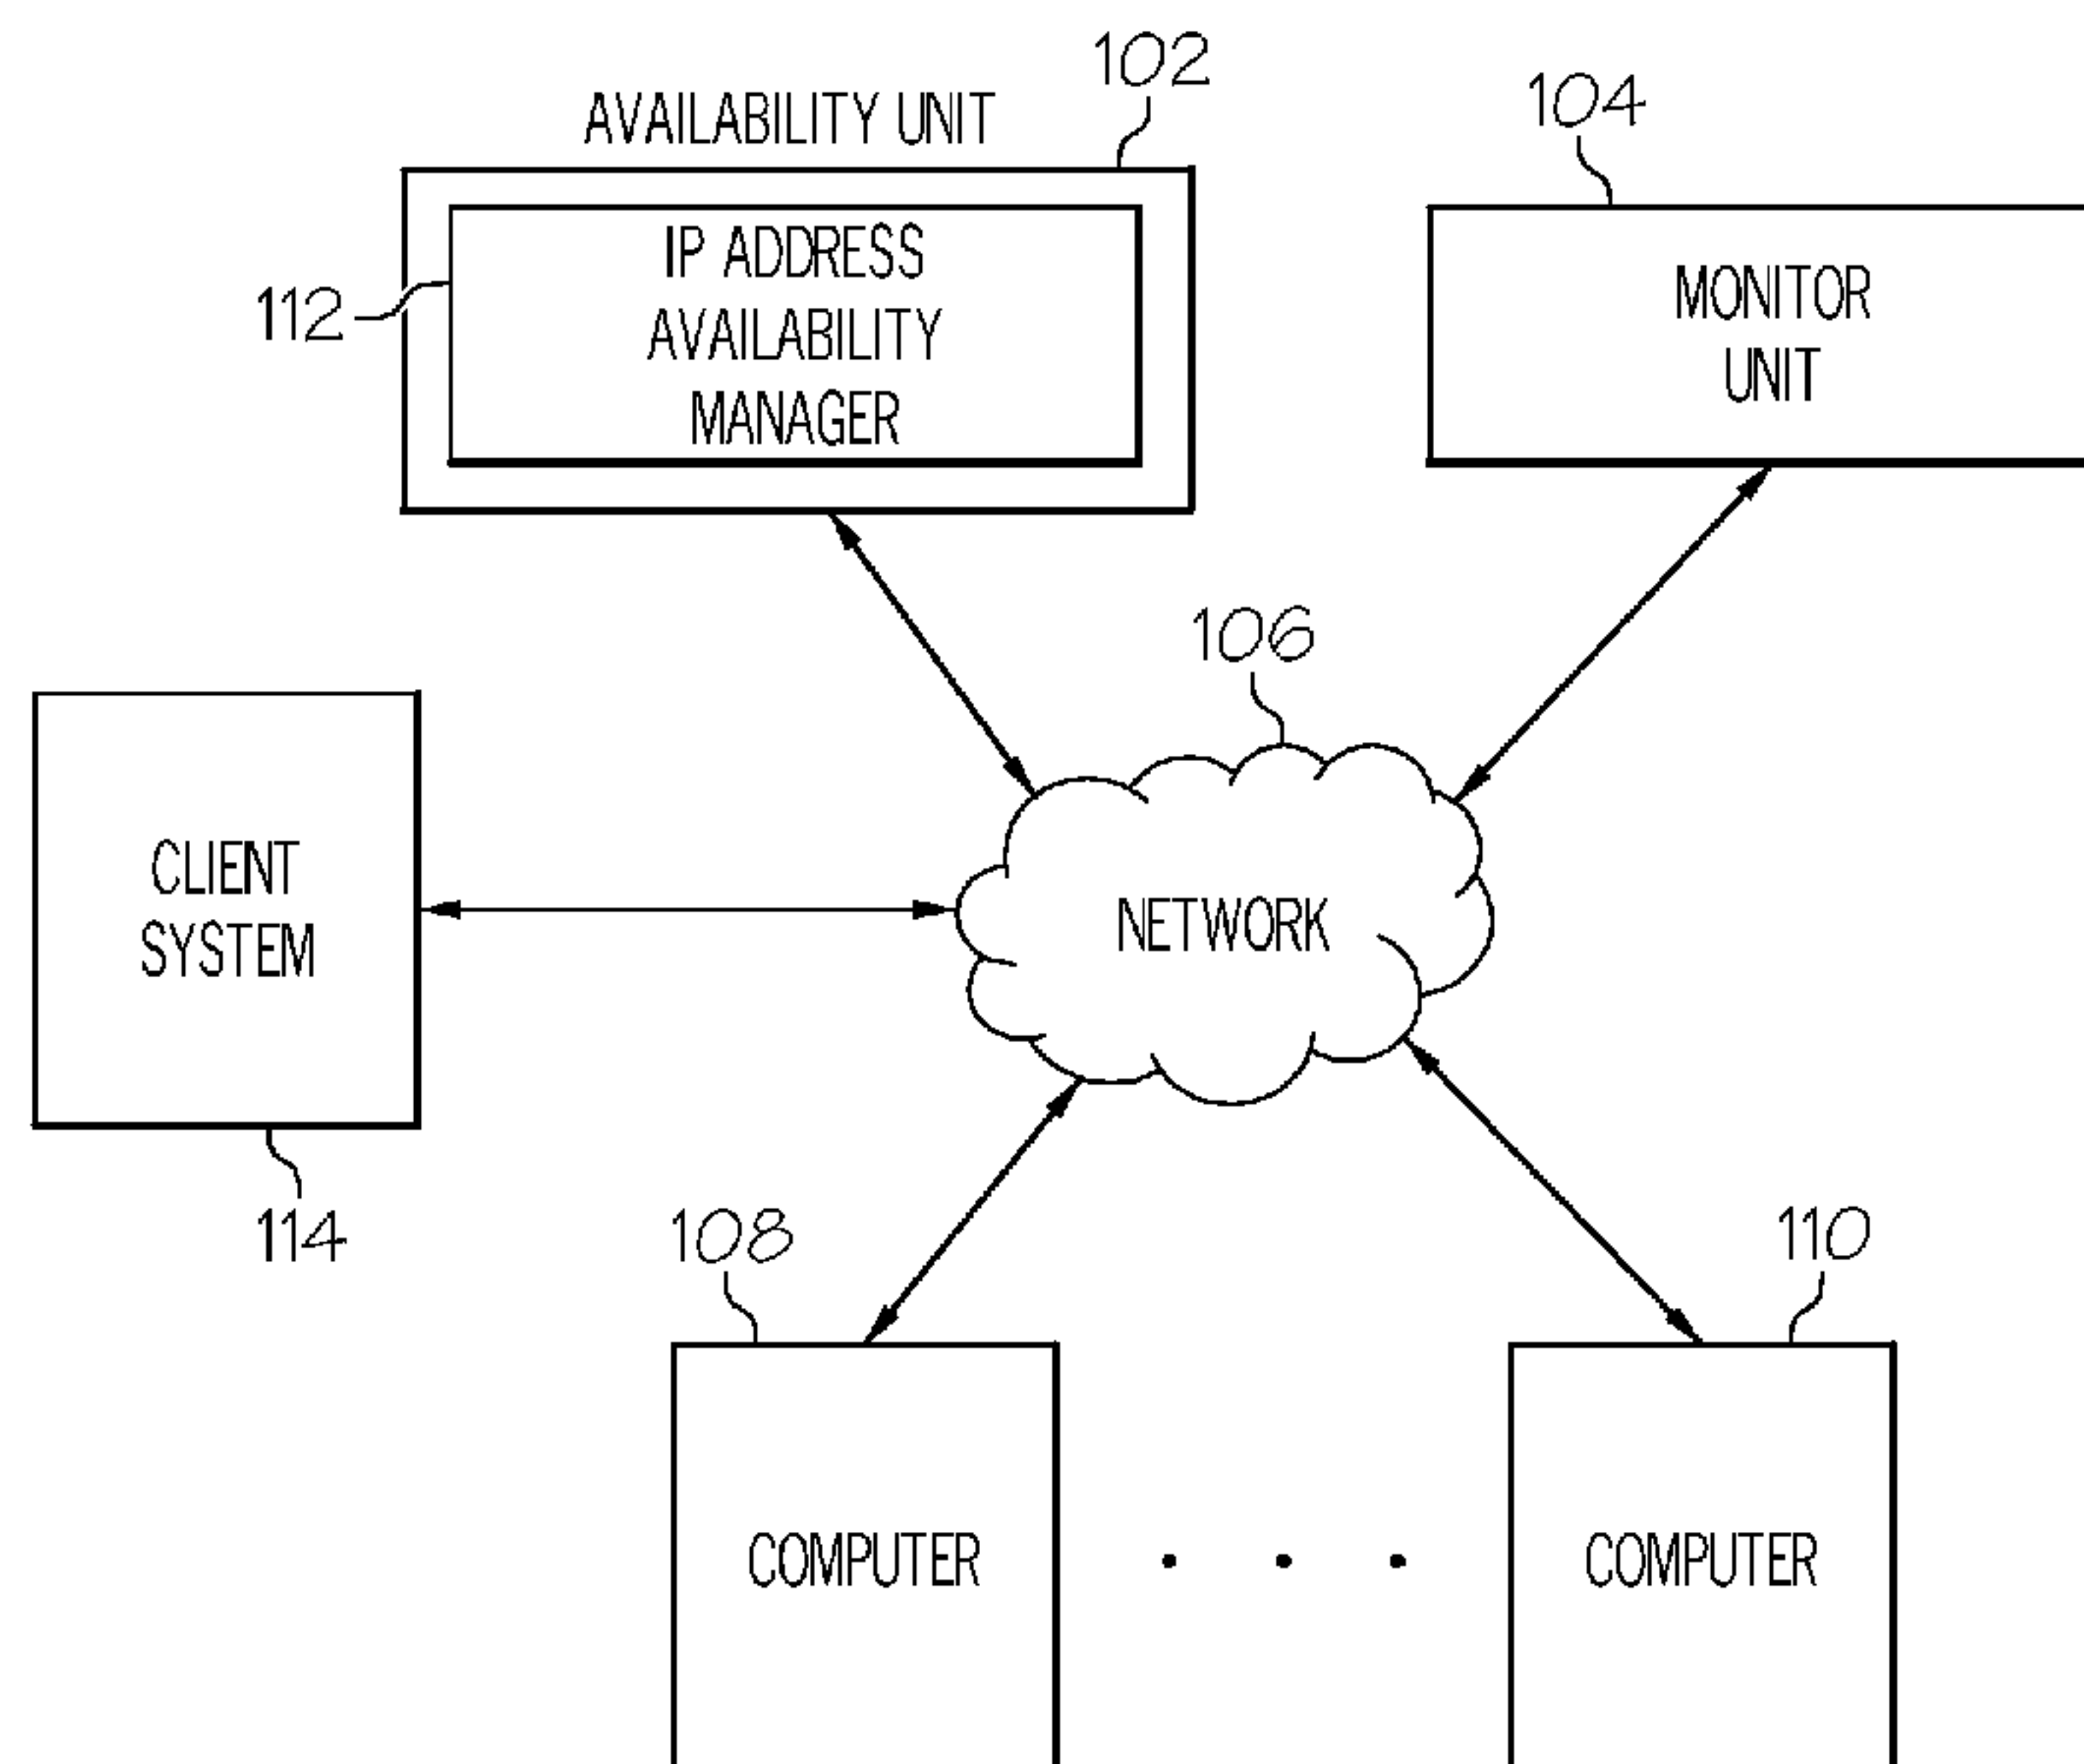 102
AVAILABILITY UNIT
104
IP ADDRESS
AVAILABILITY
MANAGER
112
MONITOR
UNIT
106
CLIENT
SYSTEM
NETWORK
114
108
110
COMPUTER
. . .
COMPUTER